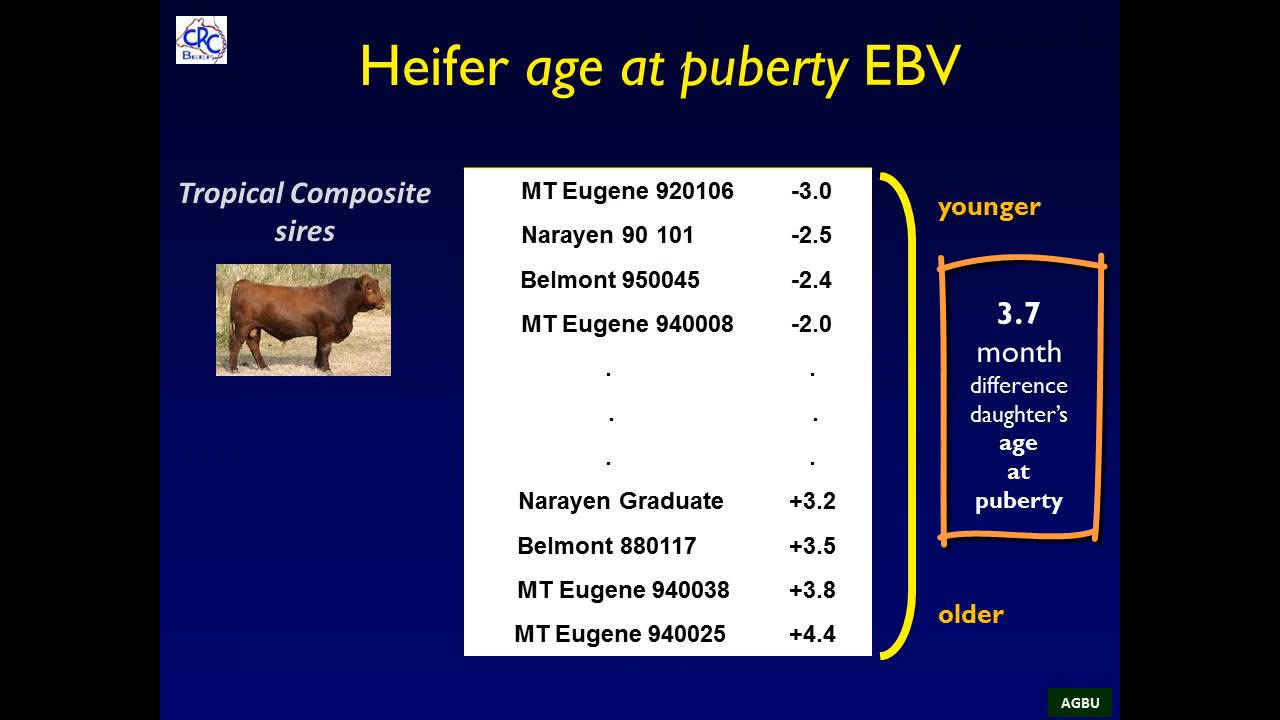 CRC
BEEF
Heifer age at puberty EBV
Tropical Composite
sires
MT Eugene 920106 -3.0
Narayen 90 101 -2.5
Belmont 950045 -2.4
MT Eugene 940008 -2.0
. .
. .
. .
Narayen Graduate +3.2
Belmont 880117 +3.5
MT Eugene 940038 +3.8
MT Eugene 940025 +4.4
younger
3.7
month
difference
daughter’s
age
at
puberty
older
AGBU